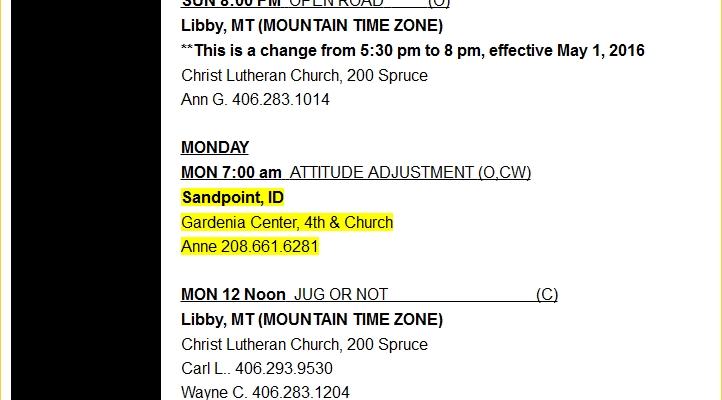 SUN 8:00 PM OPEN ROAD (O)
Libby, MT (MOUNTAIN TIME ZONE)
**This is a change from 5:30 pm to 8 pm, effective May 1, 2016
Christ Lutheran Church, 200 Spruce
Ann G. 406.283.1014
MONDAY
MON 7:00 am ATTITUDE ADJUSTMENT (O,CW)
Sandpoint, ID
Gardenia Center, 4th & Church
Anne 208.661.6281
MON 12 Noon JUG OR NOT (C)
Libby, MT (MOUNTAIN TIME ZONE)
Christ Lutheran Church, 200 Spruce
Carl L.. 406.293.9530
Wayne C. 406.283.1204